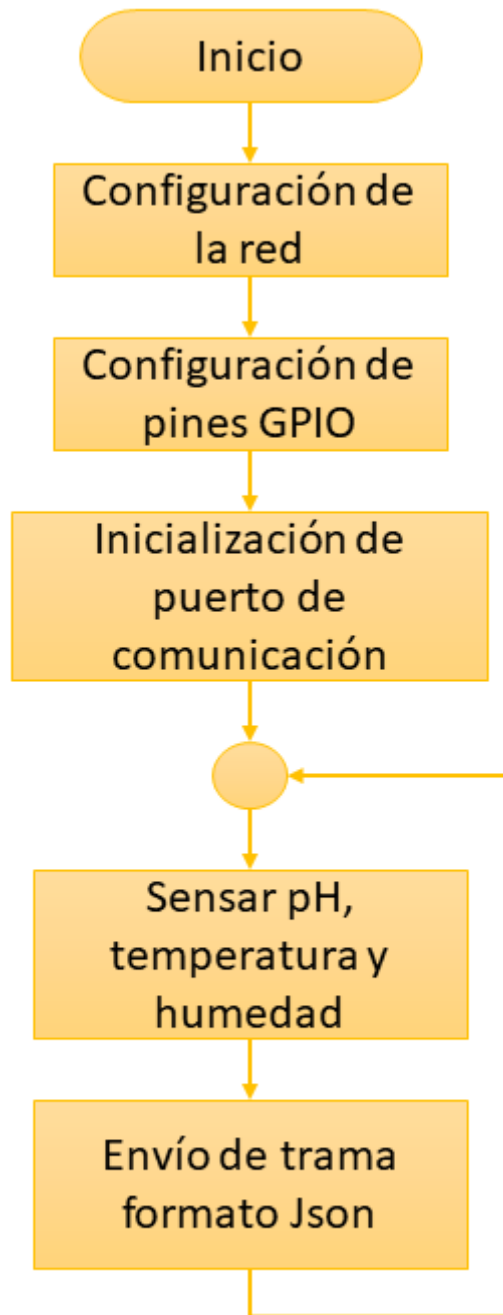 Inicio
Configuración de
la red
Configuración de
pines GPIO
Inicialización de
puerto de
comunicación
Sensar pH,
temperatura y
humedad
Envío de trama
formato Json